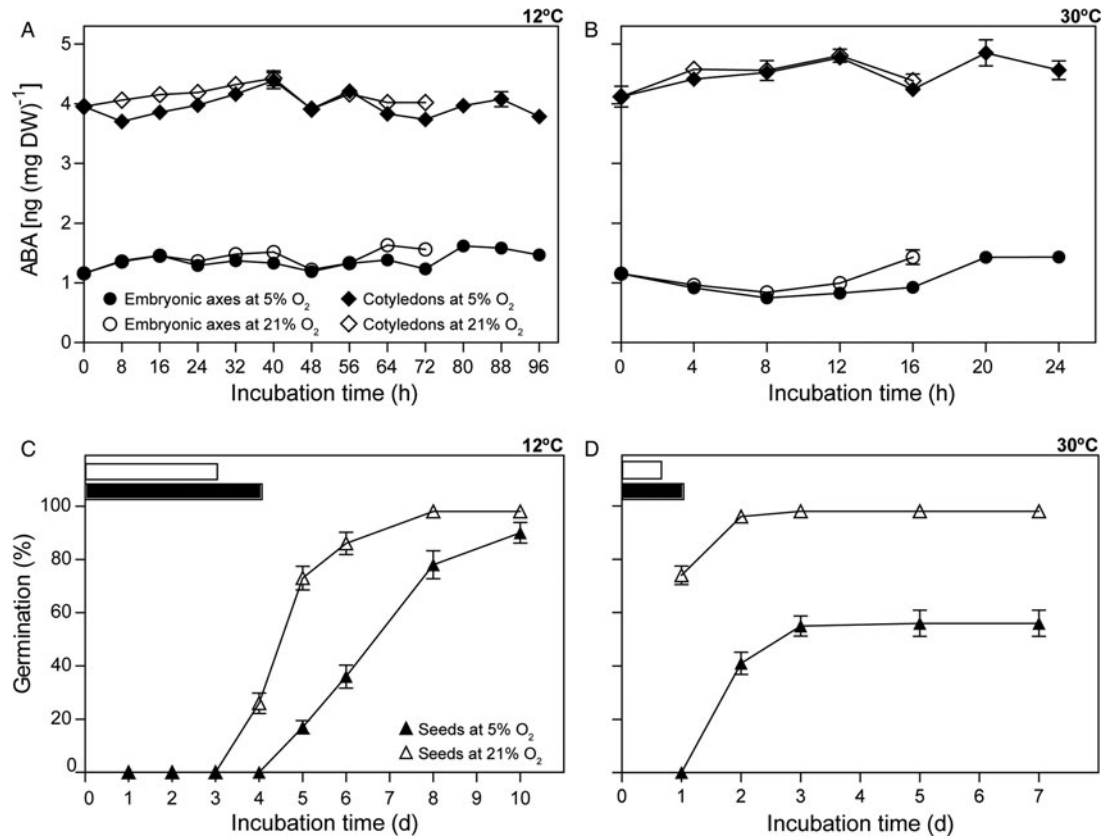 A 12ºC
B 30ºC
ABA [ng (mg DW)⁻¹]
5
4
3
2
1
0
Embryonic axes at 5% O₂ Cotyledons at 5% O₂
Embryonic axes at 21% O₂ Cotyledons at 21% O₂
0 8 16 24 32 40 48 56 64 72 80 88 96
0 4 8 12 16 20 24
Incubation time (h)
Incubation time (h)
C 12ºC
D 30ºC
Germination (%)
100
80
60
40
20
0
Seeds at 5% O₂
Seeds at 21% O₂
0 1 2 3 4 5 6 8 10
0 1 2 3 4 5 6 7
Incubation time (d)
Incubation time (d)